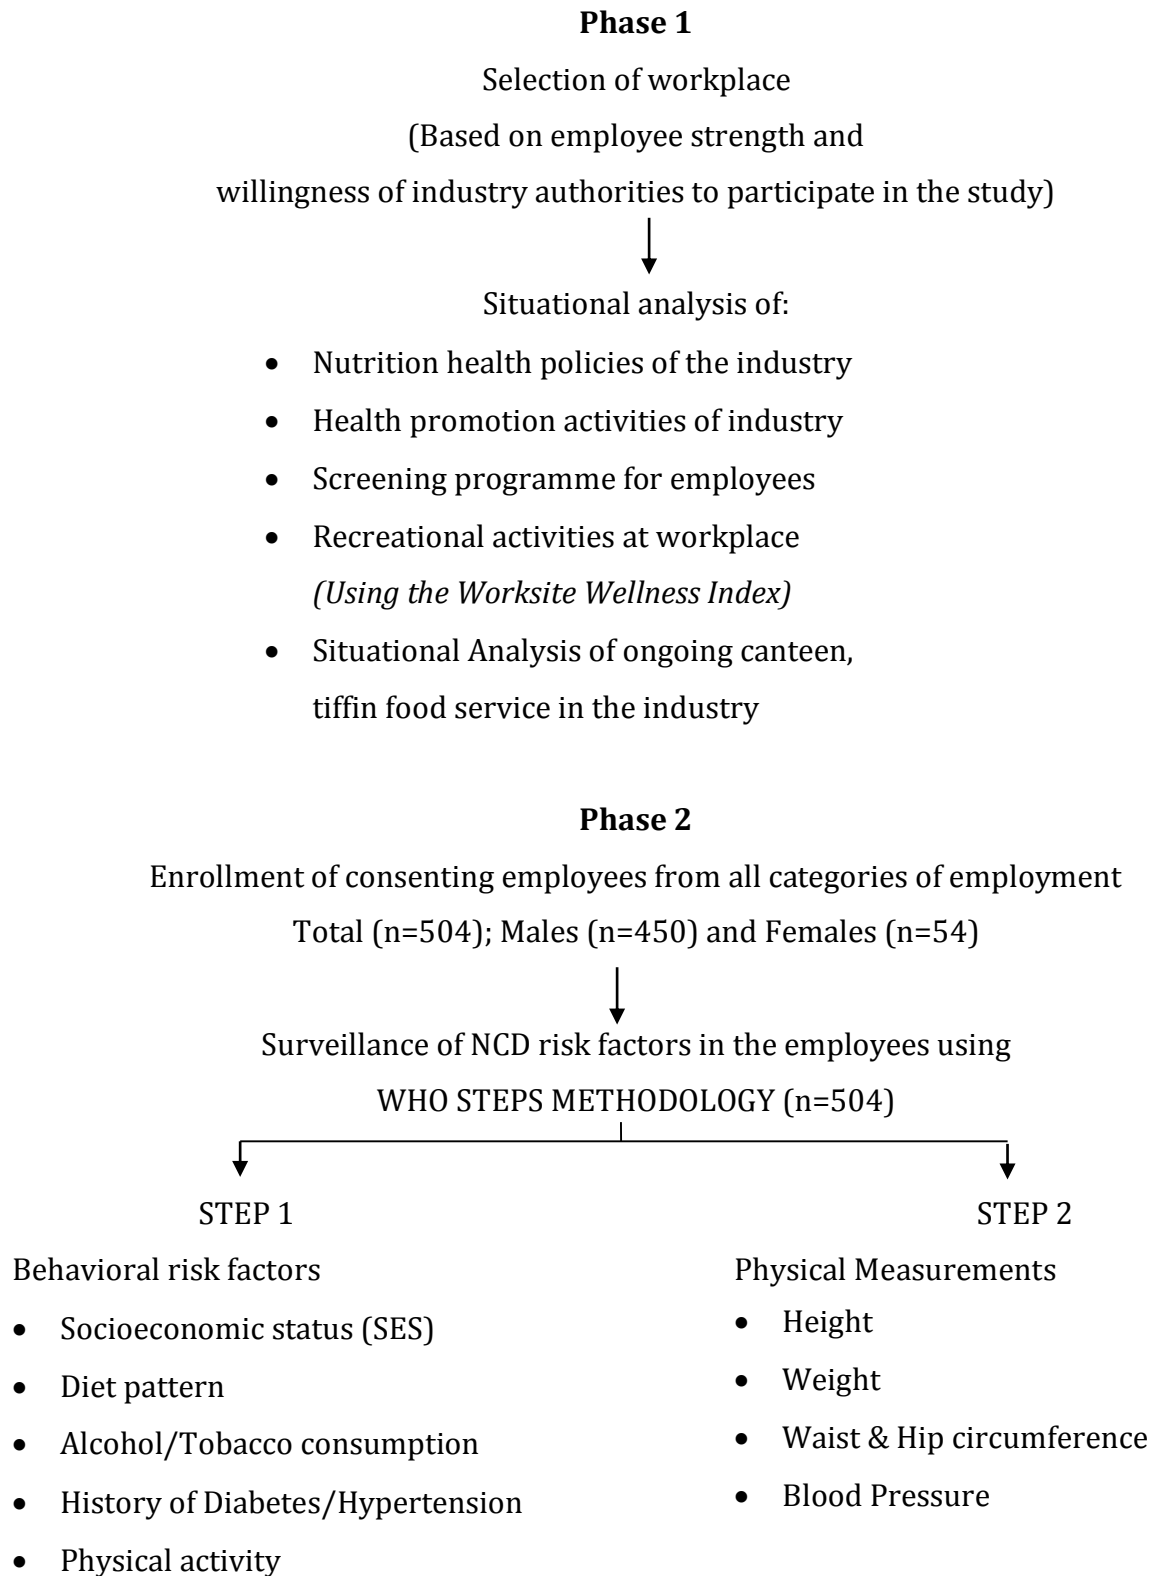 Phase 1
Selection of workplace
(Based on employee strength and
willingness of industry authorities to participate in the study)
Situational analysis of:
• Nutrition health policies of the industry
• Health promotion activities of industry
• Screening programme for employees
• Recreational activities at workplace
(Using the Worksite Wellness Index)
• Situational Analysis of ongoing canteen,
tiffin food service in the industry
Phase 2
Enrollment of consenting employees from all categories of employment
Total (n=504); Males (n=450) and Females (n=54)
Surveillance of NCD risk factors in the employees using
WHO STEPS METHODOLOGY (n=504)
STEP 1
Behavioral risk factors
• Socioeconomic status (SES)
• Diet pattern
• Alcohol/Tobacco consumption
• History of Diabetes/Hypertension
• Physical activity
STEP 2
Physical Measurements
• Height
• Weight
• Waist & Hip circumference
• Blood Pressure